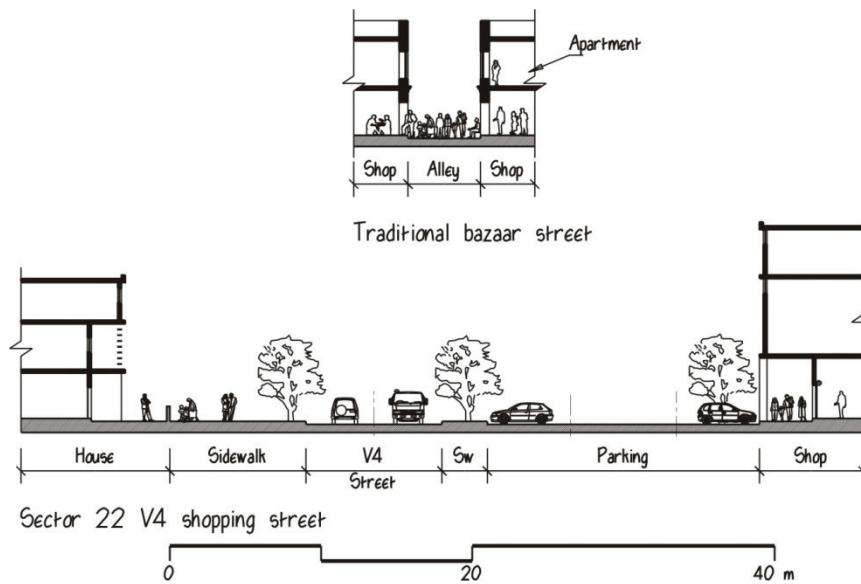 Apartment
Shop Alley Shop
Traditional bazaar street
House Sidewalk V4 Sw Parking Shop
Street
Sector 22 V4 shopping street
0 20 40 m